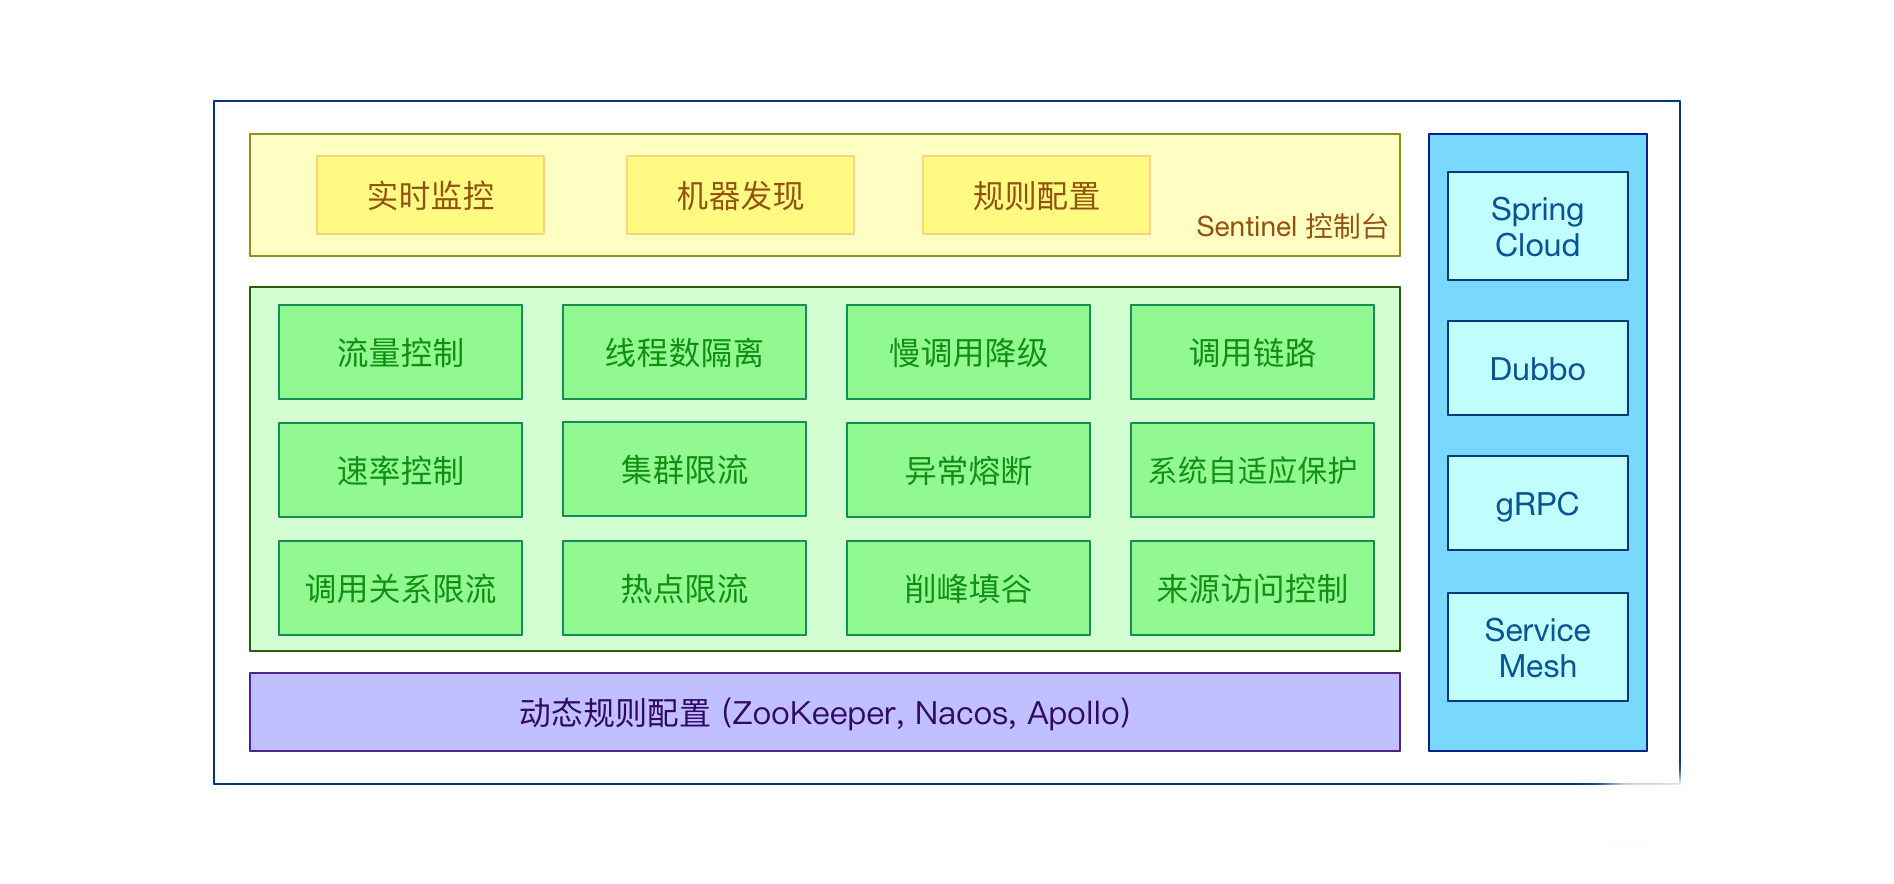 实时监控
机器发现
规则配置
Sentinel 控制台
流量控制
线程数隔离
慢调用降级
调用链路
速率控制
集群限流
异常熔断
系统自适应保护
调用关系限流
热点限流
削峰填谷
来源访问控制
动态规则配置 (ZooKeeper, Nacos, Apollo)
Spring
Cloud
Dubbo
gRPC
Service
Mesh